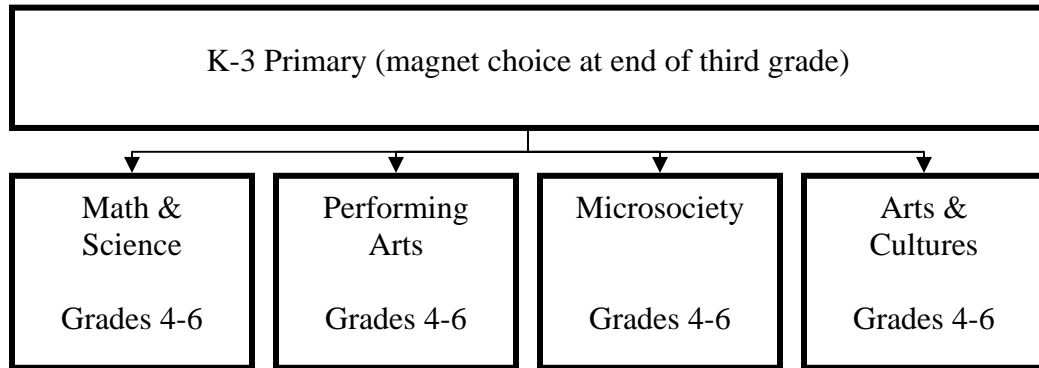 K-3 Primary (magnet choice at end of third grade)
Math &
Science
Grades 4-6
Performing
Arts
Grades 4-6
Microsociety
Grades 4-6
Arts &
Cultures
Grades 4-6